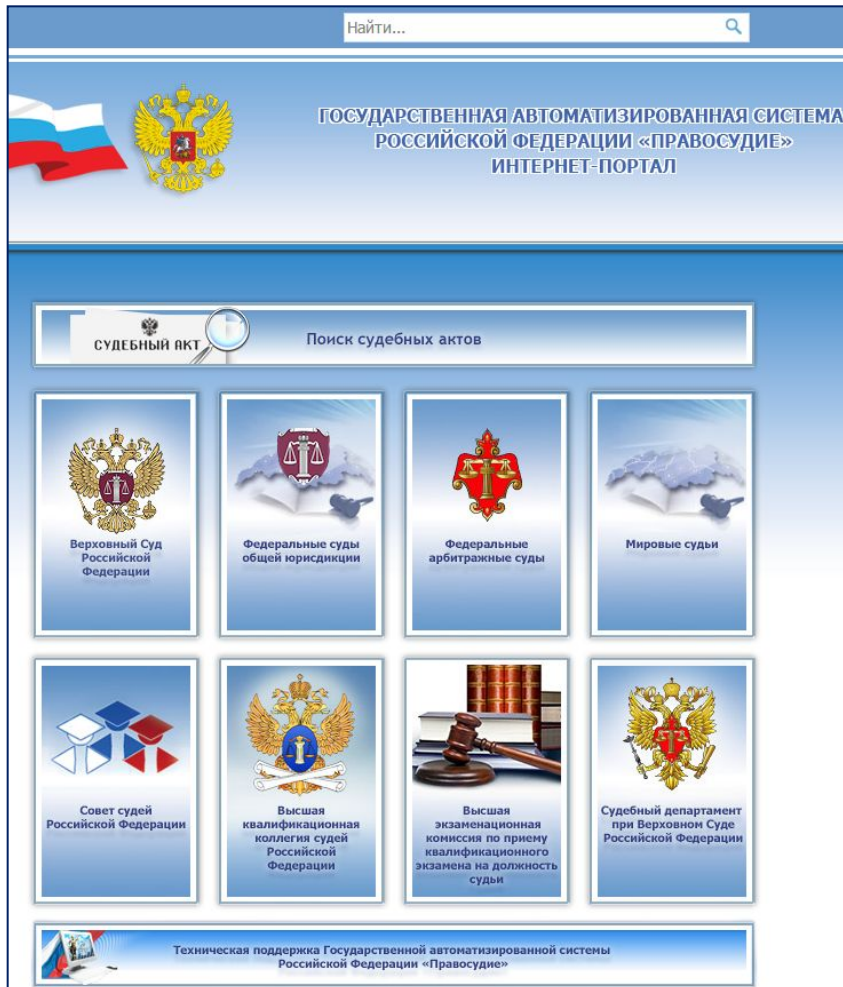 Найти...
ГОСУДАРСТВЕННАЯ АВТОМАТИЗИРОВАННАЯ СИСТЕМА
РОССИЙСКОЙ ФЕДЕРАЦИИ «ПРАВОСУДИЕ»
ИНТЕРНЕТ-ПОРТАЛ
СУДЕБНЫЙ АКТ
Поиск судебных актов
Верховный Суд
Российской
Федерации
Федеральные суды
общей юрисдикции
Федеральные
арбитражные суды
Мировые судьи
Совет судей
Российской Федерации
Высшая
квалификационная
коллегия судей
Российской
Федерации
Высшая
экзаменационная
комиссия по приему
квалификационного
экзамена на должность
судьи
Судебный департамент
при Верховном Суде
Российской Федерации
Техническая поддержка Государственной автоматизированной системы
Российской Федерации «Правосудие»